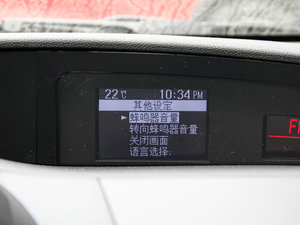 22℃ 10:34 PM
其他设定
▶蜂鸣器音量
转向蜂鸣器音量
关闭画面
语言选择